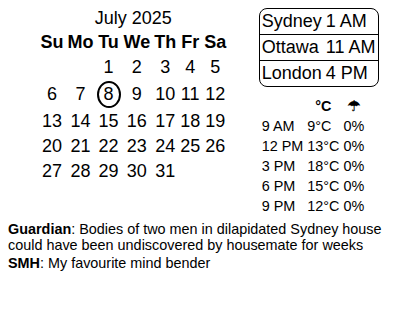 July 2025
Su Mo Tu We Th Fr Sa
1 2 3 4 5
6 7 8 9 10 11 12
13 14 15 16 17 18 19
20 21 22 23 24 25 26
27 28 29 30 31
Sydney 1 AM
Ottawa 11 AM
London 4 PM
°C ☂
9 AM 9°C 0%
12 PM 13°C 0%
3 PM 18°C 0%
6 PM 15°C 0%
9 PM 12°C 0%
Guardian: Bodies of two men in dilapidated Sydney house
could have been undiscovered by housemate for weeks
SMH: My favourite mind bender